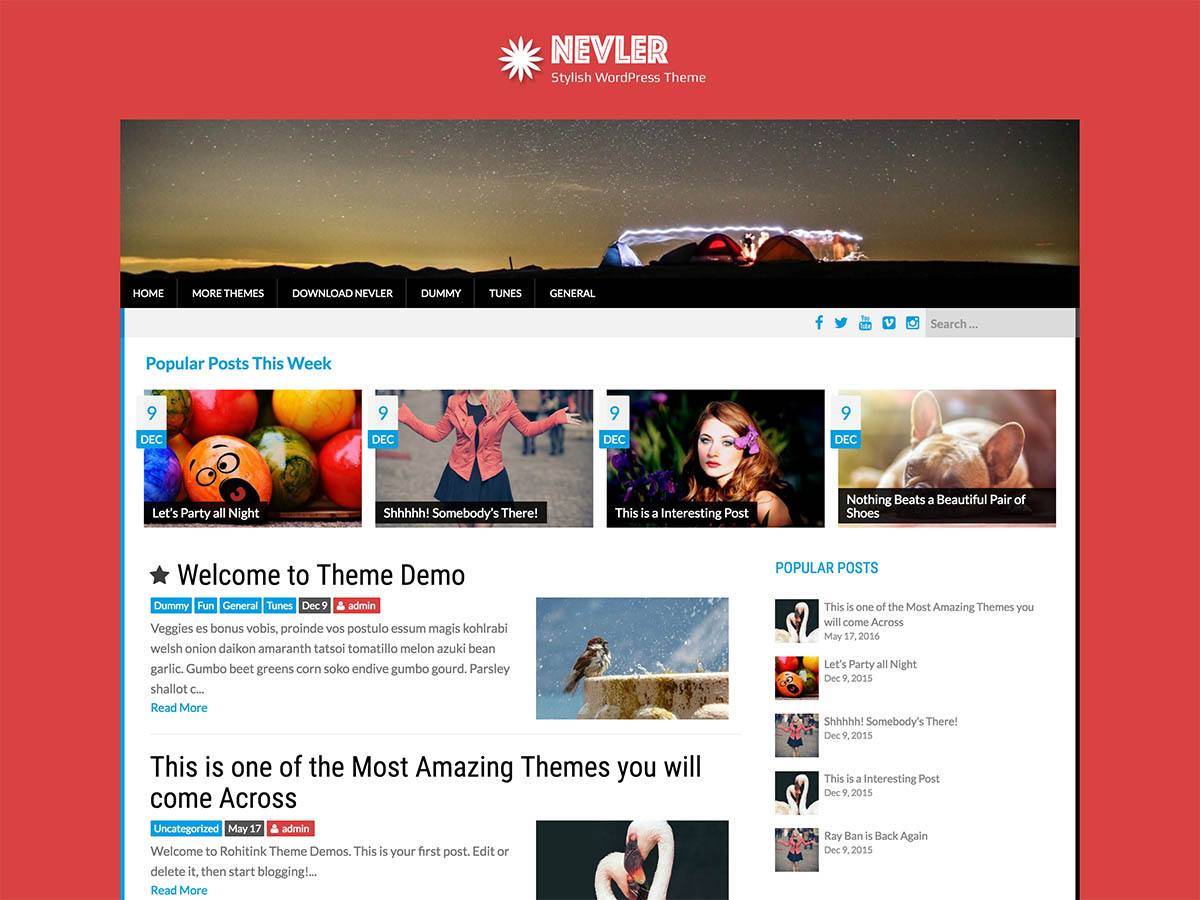 NEVLER
Stylish WordPress Theme
HOME
MORE THEMES
DOWNLOAD NEVLER
DUMMY
TUNES
GENERAL
You
Tube
Search ...
Popular Posts This Week
9
DEC
Let's Party all Night
9
DEC
Shhhhh! Somebody's There!
9
DEC
This is a Interesting Post
9
DEC
Nothing Beats a Beautiful Pair of
Shoes
Welcome to Theme Demo
Dummy Fun General Tunes Dec 9 admin
Veggies es bonus vobis, proinde vos postulo essum magis kohlrabi
welsh onion daikon amaranth tatsoi tomatillo melon azuki bean
garlic. Gumbo beet greens corn soko endive gumbo gourd. Parsley
shallot c...
Read More
This is one of the Most Amazing Themes you will
come Across
Uncategorized May 17 admin
Welcome to Rohitink Theme Demos. This is your first post. Edit or
delete it, then start blogging!...
Read More
POPULAR POSTS
This is one of the Most Amazing Themes you
will come Across
May 17, 2016
Let's Party all Night
Dec 9, 2015
Shhhhh! Somebody's There!
Dec 9, 2015
This is a Interesting Post
Dec 9, 2015
Ray Ban is Back Again
Dec 9, 2015